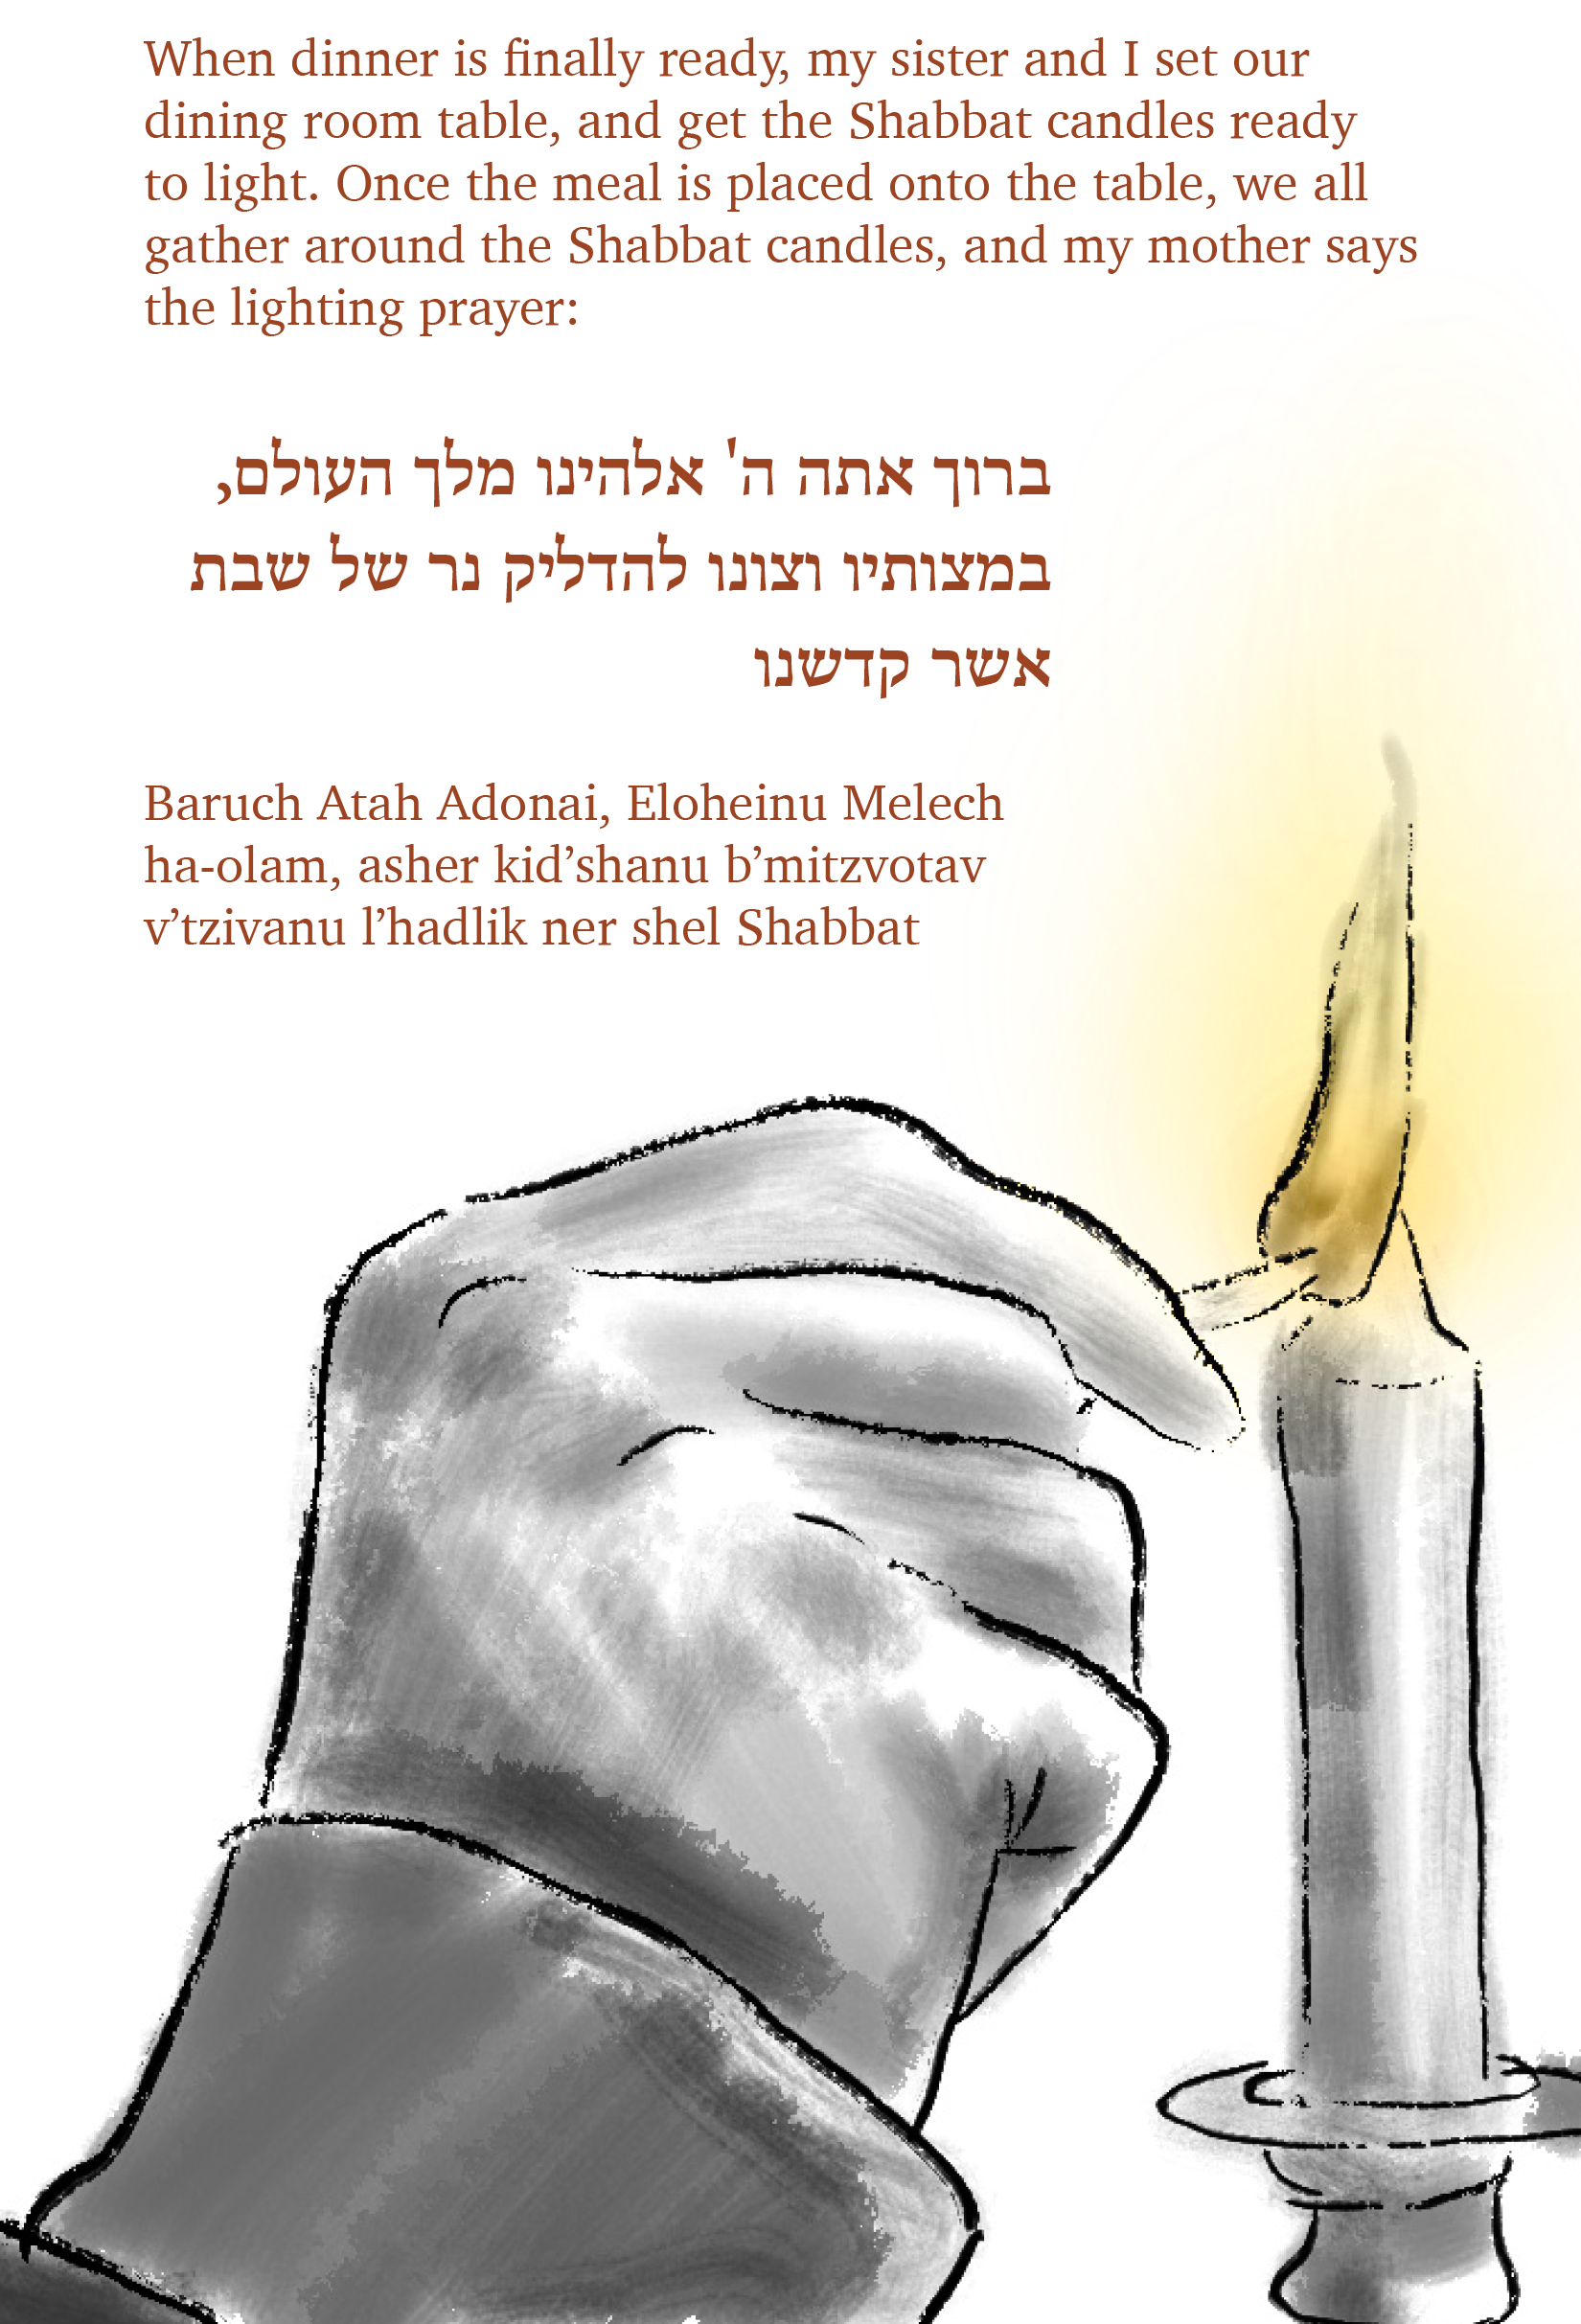 When dinner is finally ready, my sister and I set our
dining room table, and get the Shabbat candles ready
to light. Once the meal is placed onto the table, we all
gather around the Shabbat candles, and my mother says
the lighting prayer:
ברוך אתה ה' אלהינו מלך העולם,
במצותיו וצונו להדליק נר של שבת
אשר קדשנו
Baruch Atah Adonai, Eloheinu Melech
ha-olam, asher kid’shanu b’mitzvotav
v’tzivanu l’hadlik ner shel Shabbat